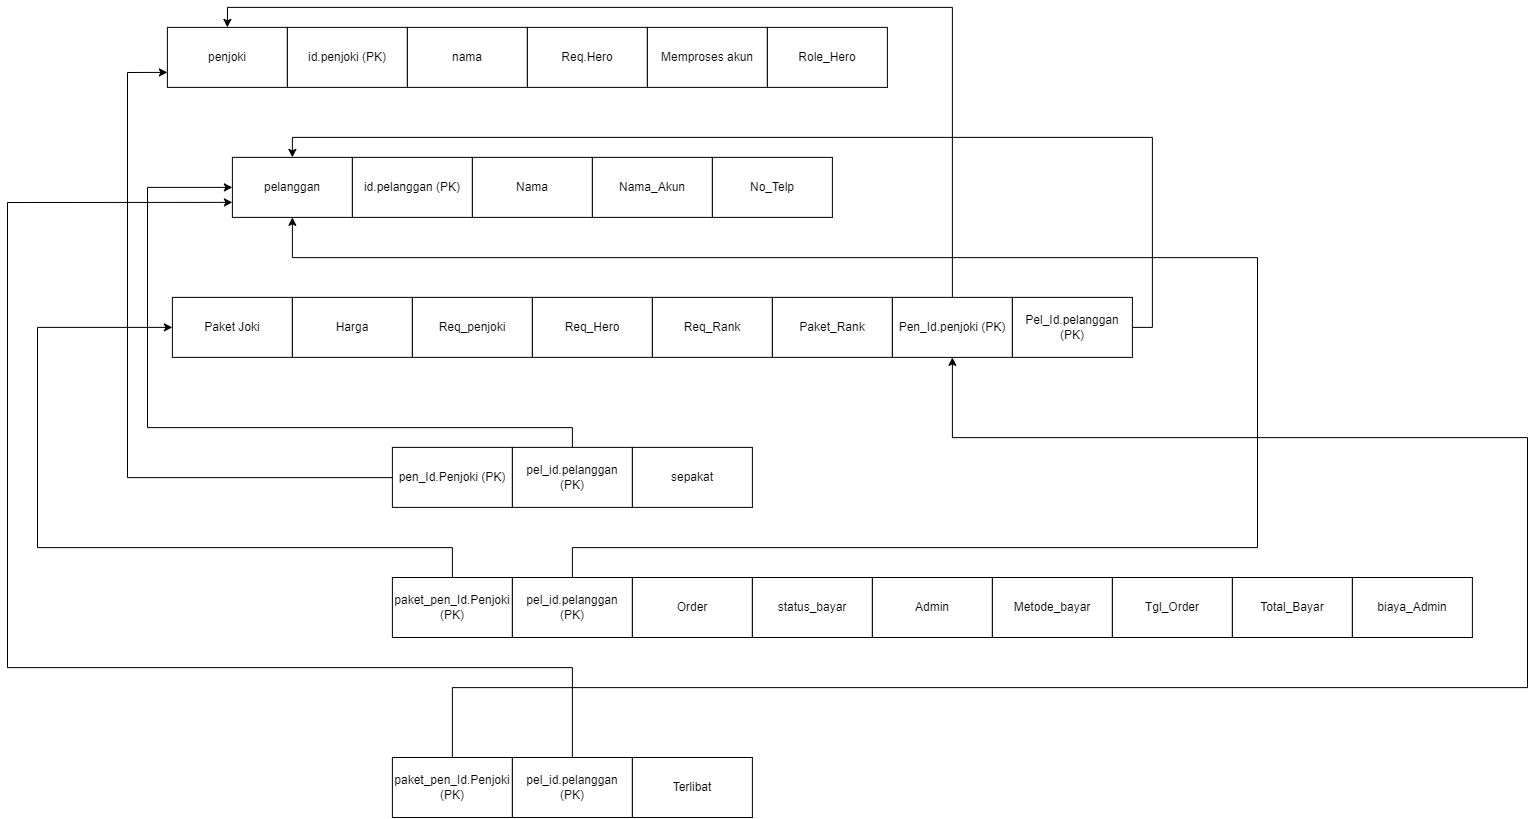 penjoki
id.penjoki (PK)
nama
Req.Hero
Memproses akun
Role_Hero
pelanggan
id.pelanggan (PK)
Nama
Nama_Akun
No_Telp
Paket Joki
Harga
Req_penjoki
Req_Hero
Req_Rank
Paket_Rank
Pen_Id.penjoki (PK)
Pel_Id.pelanggan
(PK)
pen_Id.Penjoki (PK)
pel_id.pelanggan
(PK)
sepakat
paket_pen_Id.Penjoki
(PK)
pel_id.pelanggan
(PK)
Order
status_bayar
Admin
Metode_bayar
Tgl_Order
Total_Bayar
biaya_Admin
paket_pen_Id.Penjoki
(PK)
pel_id.pelanggan
(PK)
Terlibat